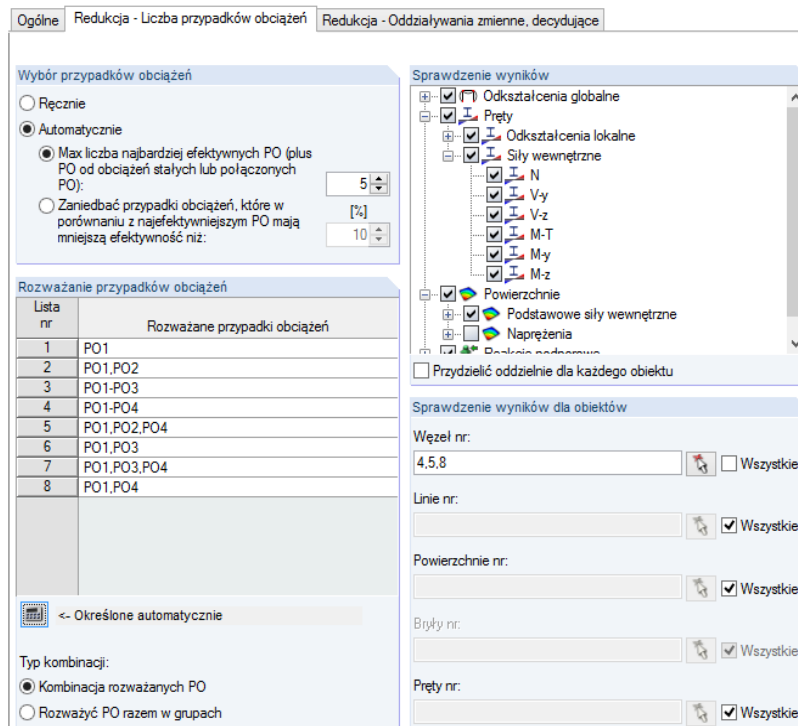 Ogólne
Redukcja - Liczba przypadków obciążeń
Redukcja - Oddziaływania zmienne, decydujące
Wybór przypadków obciążeń
Ręcznie
Automatycznie
Max liczba najbardziej efektywnych PO (plus
PO od obciążeń stałych lub połączonych
PO):
5
Zaniedbać przypadki obciążeń, które w
porównaniu z najefektywniejszym PO mają
mniejszą efektywność niż:
[%]
10
Rozważanie przypadków obciążeń
Lista
nr
Rozważane przypadki obciążeń
1 PO1
2 PO1,PO2
3 PO1-PO3
4 PO1-PO4
5 PO1,PO2,PO4
6 PO1,PO3
7 PO1,PO3,PO4
8 PO1,PO4
<- Określone automatycznie
Typ kombinacji:
Kombinacja rozważanych PO
Rozważyć PO razem w grupach
Sprawdzenie wyników
Odkształcenia globalne
Pręty
Odkształcenia lokalne
Siły wewnętrzne
N
V-y
V-z
M-T
M-y
M-z
Powierzchnie
Podstawowe siły wewnętrzne
Naprężenia
Reakcje podporowe
Przydzielić oddzielnie dla każdego obiektu
Sprawdzenie wyników dla obiektów
Węzeł nr:
4,5,8
Wszystkie
Linie nr:
Wszystkie
Powierzchnie nr:
Wszystkie
Bryły nr:
Wszystkie
Pręty nr:
Wszystkie